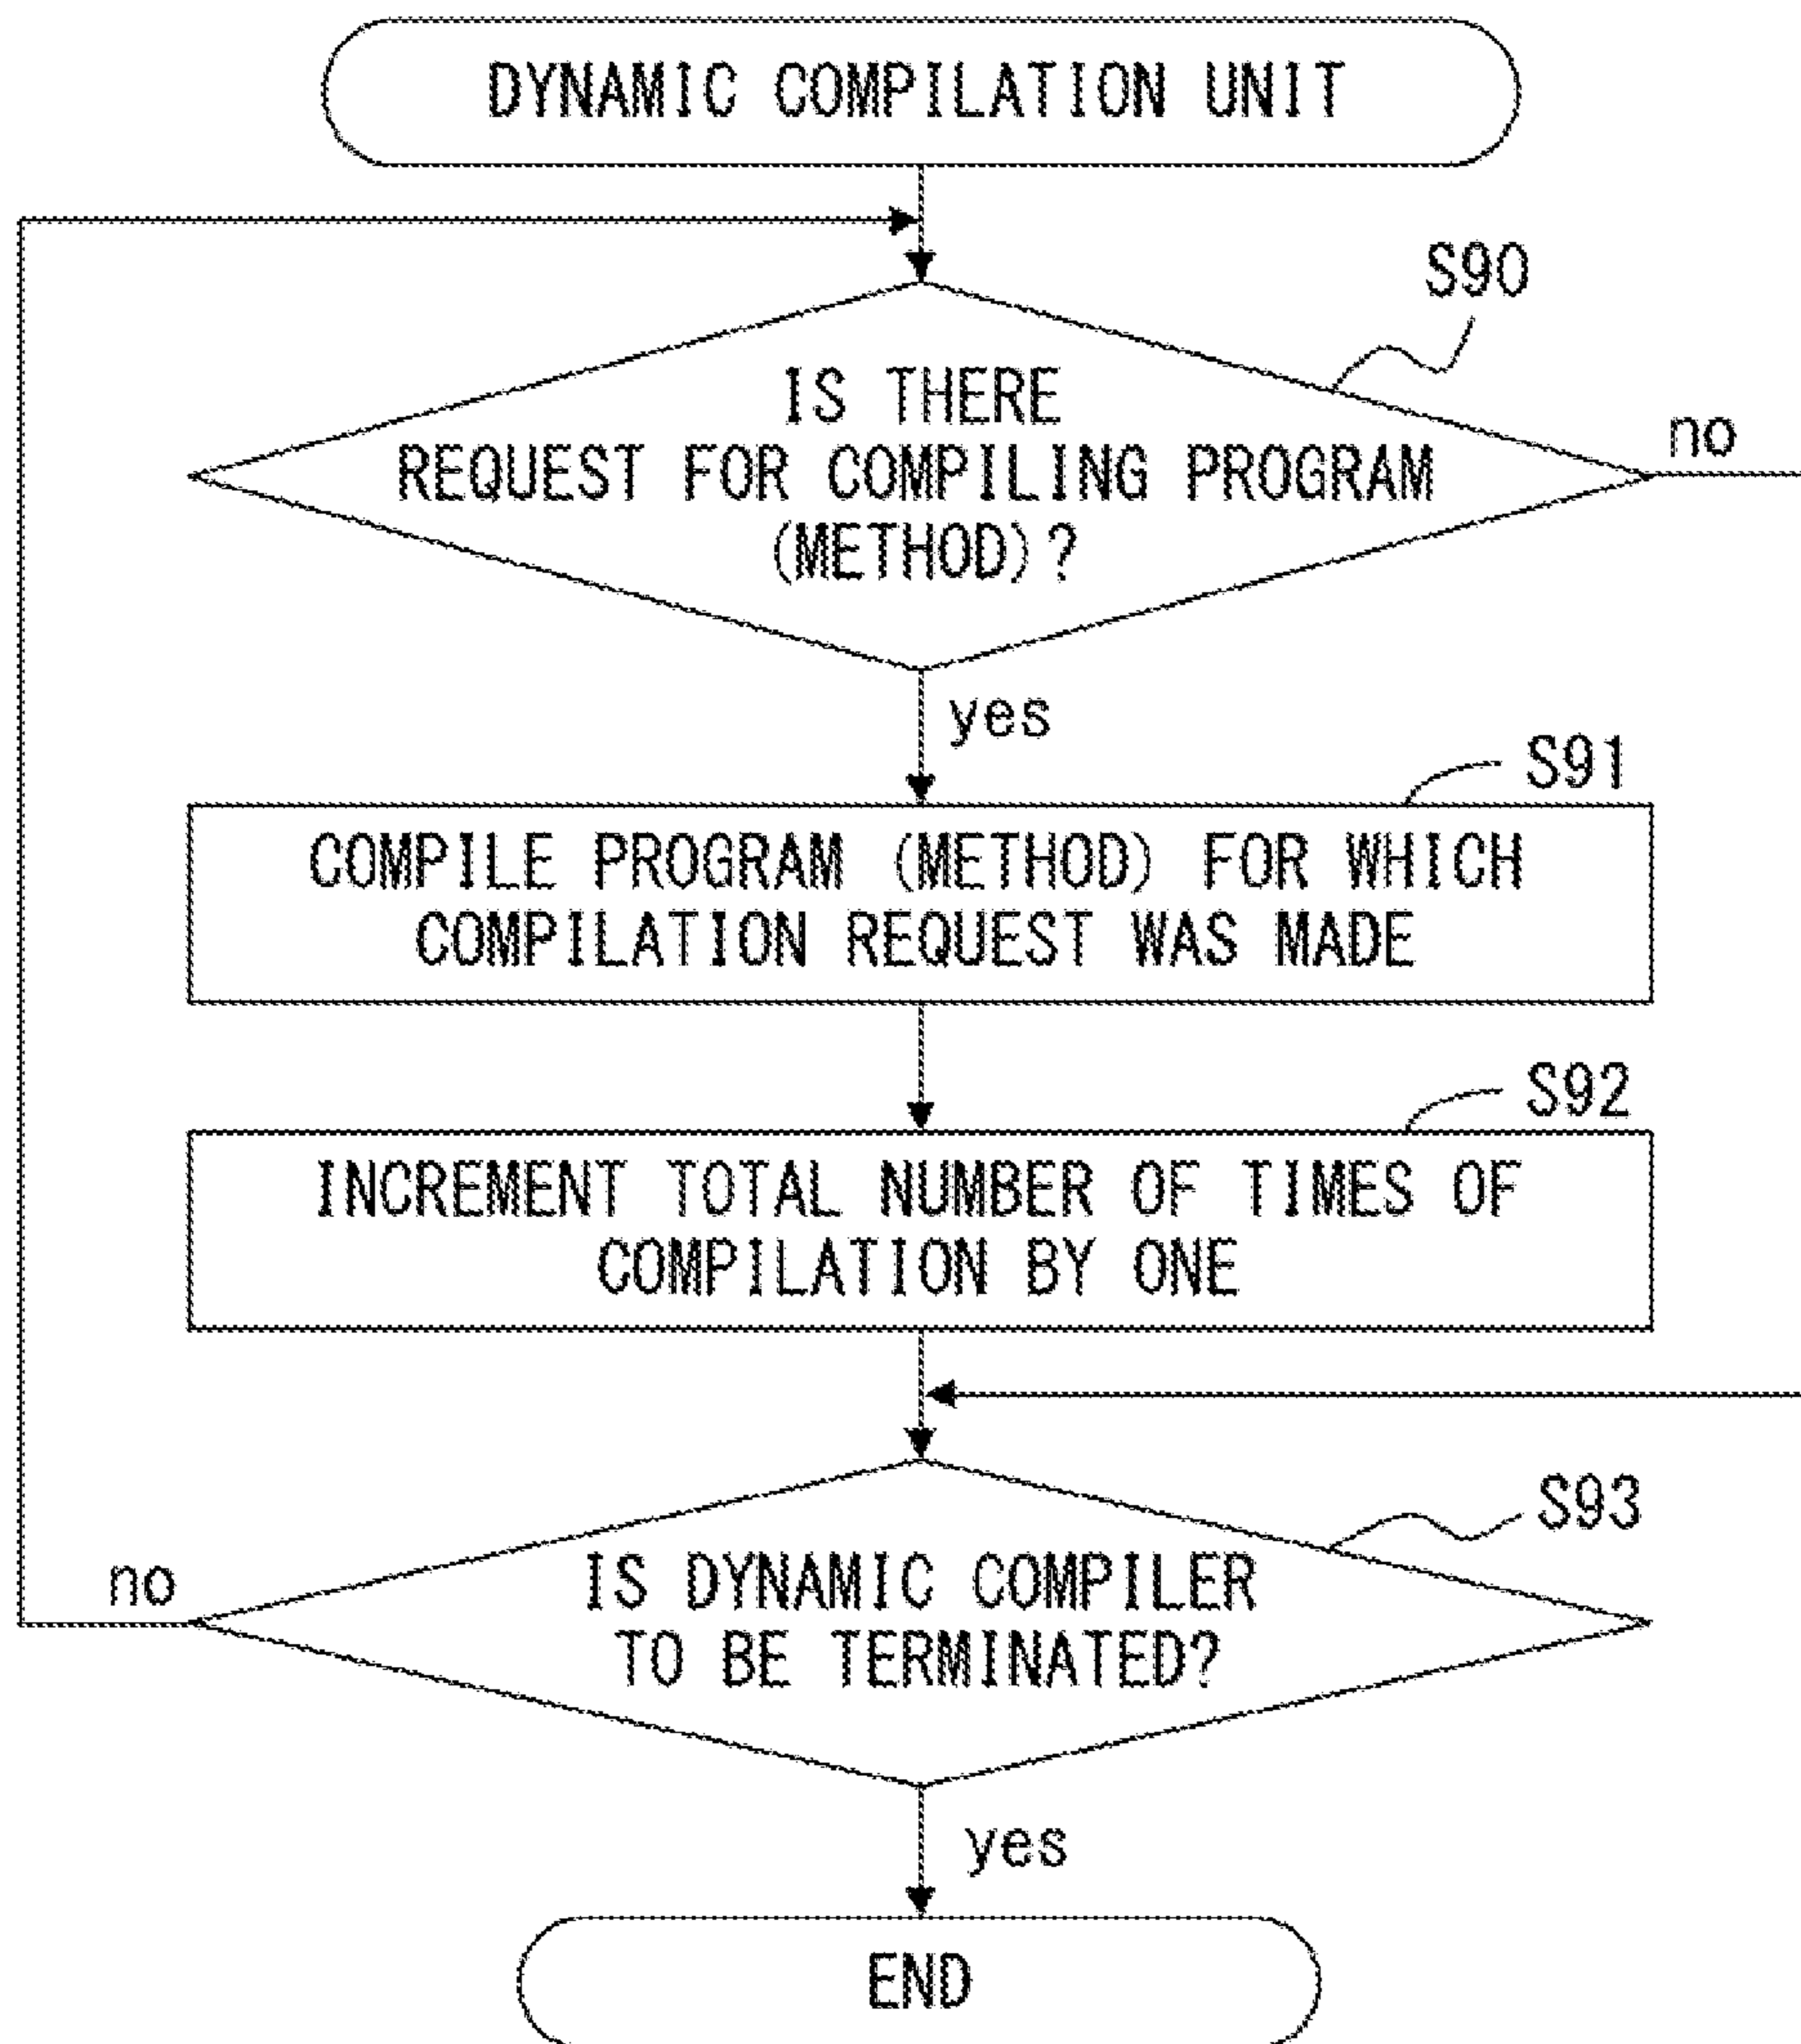 DYNAMIC COMPILATION UNIT
S90
IS THERE
REQUEST FOR COMPILING PROGRAM
(METHOD)?
no
yes
S91
COMPILE PROGRAM (METHOD) FOR WHICH
COMPILATION REQUEST WAS MADE
S92
INCREMENT TOTAL NUMBER OF TIMES OF
COMPILATION BY ONE
S93
no
IS DYNAMIC COMPILER
TO BE TERMINATED?
yes
END